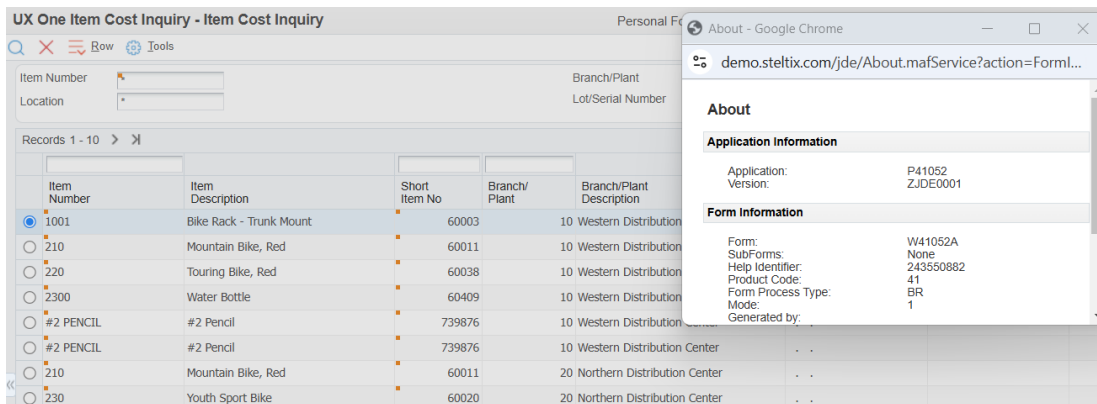 UX One Item Cost Inquiry - Item Cost Inquiry
Personal
Row Tools
Item Number *
Branch/Plant
Location *
Lot/Serial Number
Records 1 - 10
Item Number
Item Description
Short Item No
Branch/ Plant
Branch/Plant Description
1001 Bike Rack - Trunk Mount 60003 10 Western Distribution
210 Mountain Bike, Red 60011 10 Western Distribution
220 Touring Bike, Red 60038 10 Western Distribution
2300 Water Bottle 60409 10 Western Distribution
#2 PENCIL #2 Pencil 739876 10 Western Distribution Center . .
#2 PENCIL #2 Pencil 739876 10 Western Distribution Center . .
210 Mountain Bike, Red 60011 20 Northern Distribution Center . .
230 Youth Sport Bike 60020 20 Northern Distribution Center . .
About - Google Chrome
demo.steltix.com/jde/About.mafService?action=FormI...
About
Application Information
Application: P41052
Version: ZJDE0001
Form Information
Form: W41052A
SubForms: None
Help Identifier: 243550882
Product Code: 41
Form Process Type: BR
Mode: 1
Generated by: